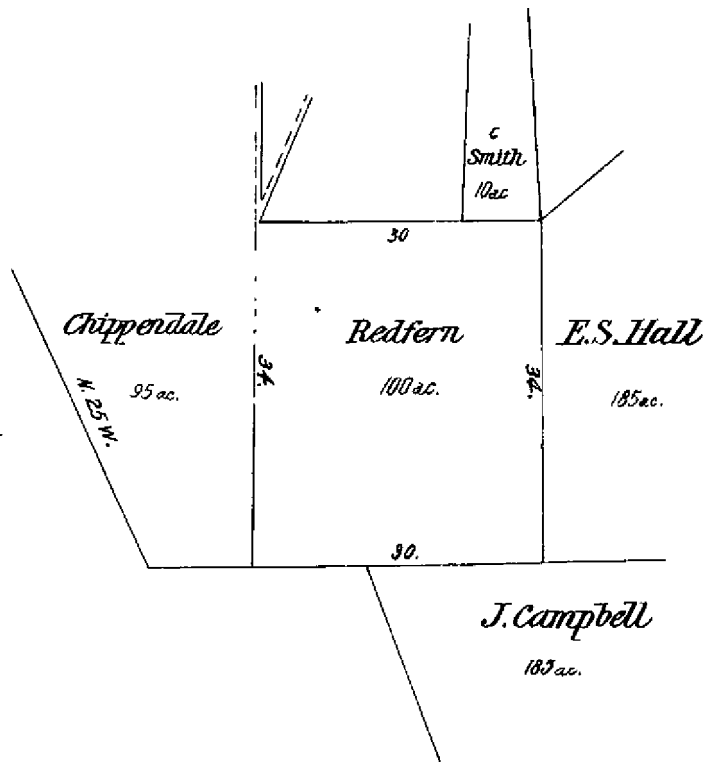 c
Smith
10ac
30
Chippendale
95 ac.
N. 25 W.
34.
Redfern
100 ac.
34.
E.S. Hall
185 ac.
30.
J. Campbell
185 ac.